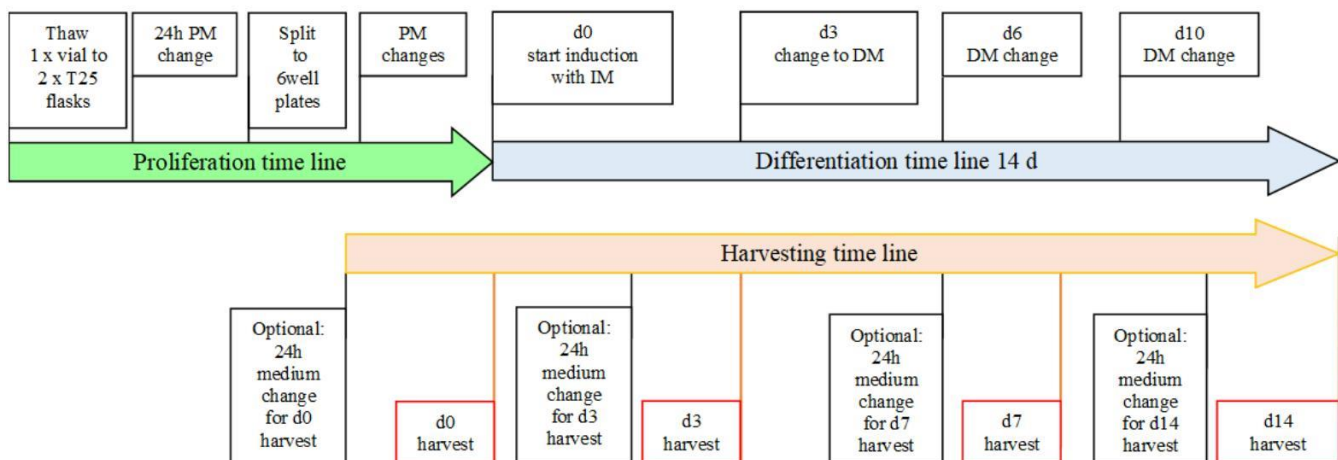 Thaw
1 x vial to
2 x T25
flasks
24h PM
change
Split
to
6well
plates
PM
changes
d0
start induction
with IM
d3
change to DM
d6
DM change
d10
DM change
Proliferation time line
Differentiation time line 14 d
Harvesting time line
Optional:
24h
medium
change
for d0
harvest
d0
harvest
Optional:
24h
medium
change
for d3
harvest
d3
harvest
Optional:
24h
medium
change
for d7
harvest
d7
harvest
Optional:
24h
medium
change
for d14
harvest
d14
harvest